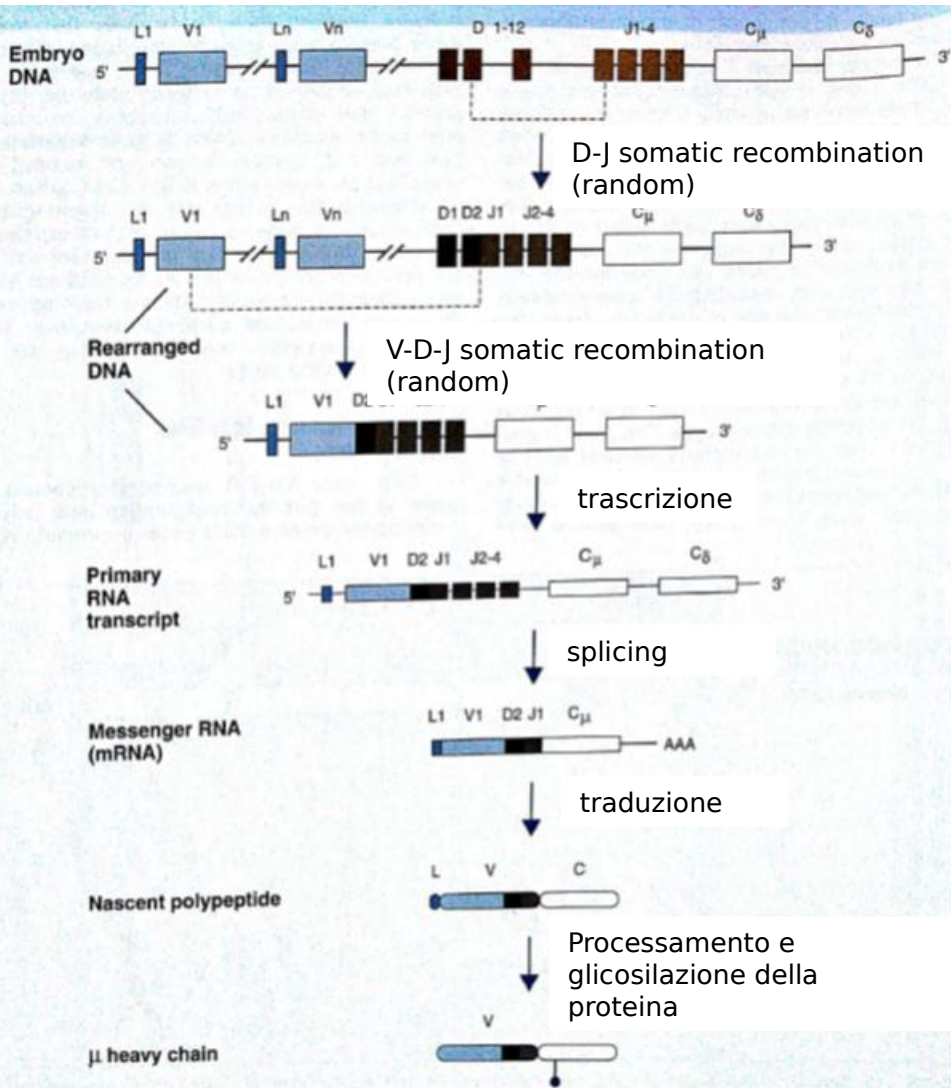 L1 V1 Ln Vn D 1-12 J1-4 Cμ Cδ
Embryo
DNA
5' 3'
D-J somatic recombination
(random)
L1 V1 Ln Vn D1 D2 J1 J2-4 Cμ Cδ
5' 3'
Rearranged
DNA
V-D-J somatic recombination
(random)
L1 V1
5' 3'
trascrizione
L1 V1 D2 J1 J2-4 Cμ Cδ
Primary
RNA
transcript
5' 3'
splicing
L1 V1 D2 J1 Cμ
Messenger RNA
(mRNA)
AAA
traduzione
L V C
Nascent polypeptide
Processamento e
glicosilazione della
proteina
V
μ heavy chain